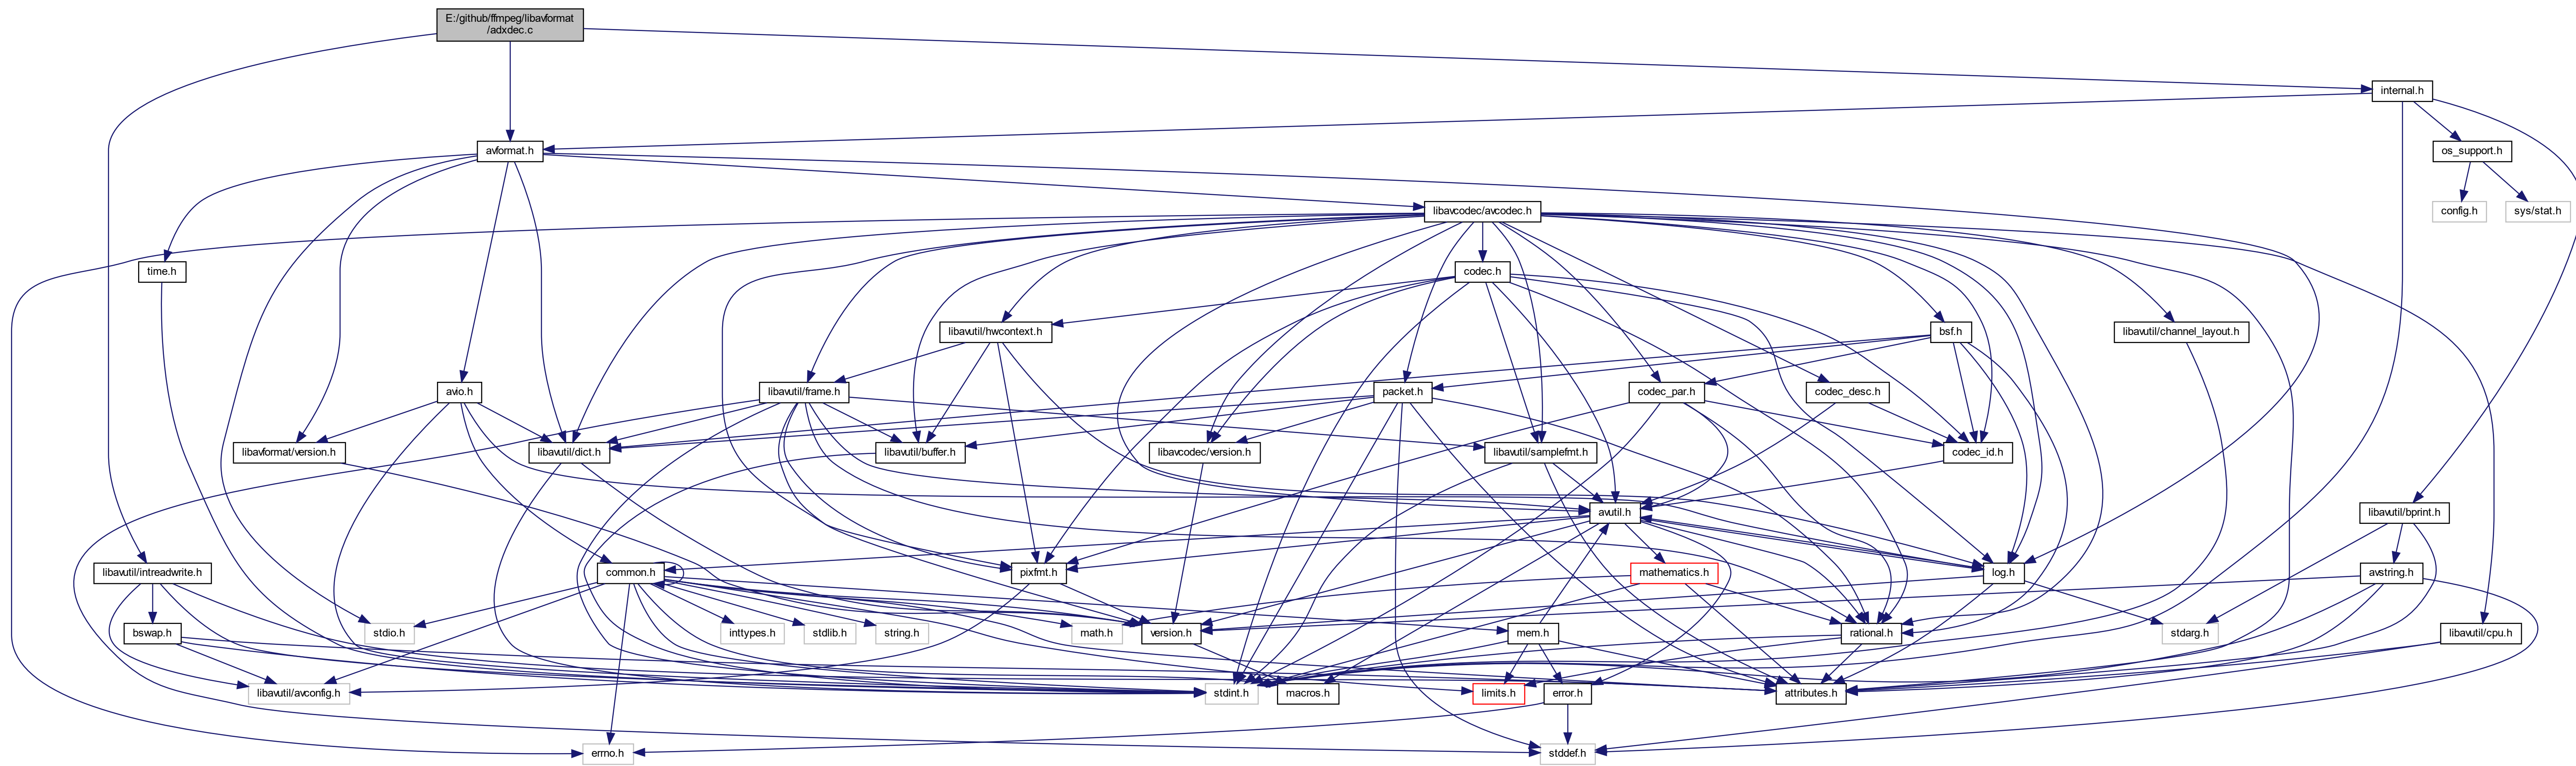 E:/github/ffmpeg/libavformat
/adxdec.c
internal.h
avformat.h
os_support.h
libavcodec/avcodec.h
config.h
sys/stat.h
time.h
codec.h
libavutil/hwcontext.h
bsf.h
libavutil/channel_layout.h
avio.h
libavutil/frame.h
packet.h
codec_par.h
codec_desc.h
libavformat/version.h
libavutil/dict.h
libavutil/buffer.h
libavcodec/version.h
libavutil/samplefmt.h
codec_id.h
avutil.h
libavutil/bprint.h
libavutil/intreadwrite.h
common.h
pixfmt.h
mathematics.h
log.h
avstring.h
bswap.h
stdio.h
inttypes.h
stdlib.h
string.h
math.h
version.h
mem.h
rational.h
stdarg.h
libavutil/cpu.h
libavutil/avconfig.h
stdint.h
macros.h
limits.h
error.h
attributes.h
errno.h
stddef.h